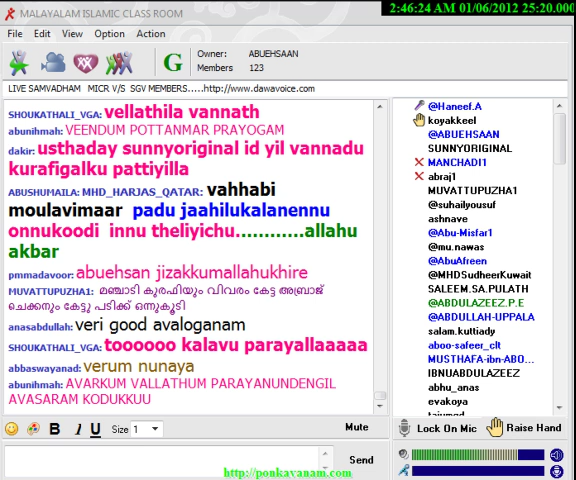 MALAYALAM ISLAMIC CLASS ROOM
2:46:24 AM 01/06/2012 25:20.000
File Edit View Option Action
G
Owner: ABUEHSAAN
Members 123
LIVE SAMVADHAM MICR V/S SGV MEMBERS.....http://www.dawavoice.com
SHOUKATHALI_VGA: vellathila vannath
abunihmah: VEENDUM POTTANMAR PRAYOGAM
dakir: usthaday sunnyoriginal id yil vannadu
kurafigalku pattiyilla
ABUSHUMAILA: MHD_HARJAS_QATAR: vahhabi
moulavimaar padu jaahilukalanennu
onnukoodi innu theliyichu............allahu
akbar
pmmadavoor: abuehsan jizakkumallahukhire
MUVATTUPUZHA1: മഞ്ചാടി കുരഫിയും വിവരം കേട്ട അബ്രാജ്
ചെക്കനും കേട്ടു പടിക്ക് ഒന്നുകൂടി
anasabdullah: veri good avaloganam
SHOUKATHALI_VGA: toooooo kalavu parayallaaaaa
abbaswayanad: verum nunaya
abunihmah: AVARKUM VALLATHUM PARAYANUNDENGIL
AVASARAM KODUKKUU
@Haneef.A
koyakkeel
@ABUEHSAAN
SUNNYORIGINAL
MANCHADI1
abraj1
MUVATTUPUZHA1
@suhailyousuf
ashnave
@Abu-Misfar1
@mu.nawas
@AbuAfreen
@MHDSudheerKuwait
SALEEM.SA.PULATH
@ABDULAZEEZ.P.E
@ABDULLAH-UPPALA
salam.kuttiady
aboo-safeer_clt
MUSTHAFA-ibn-ABO...
IBNUABDULAZEEZ
abhu_anas
evakoya
B I U Size 1 Mute
Lock On Mic Raise Hand
Send
http://ponkavanam.com